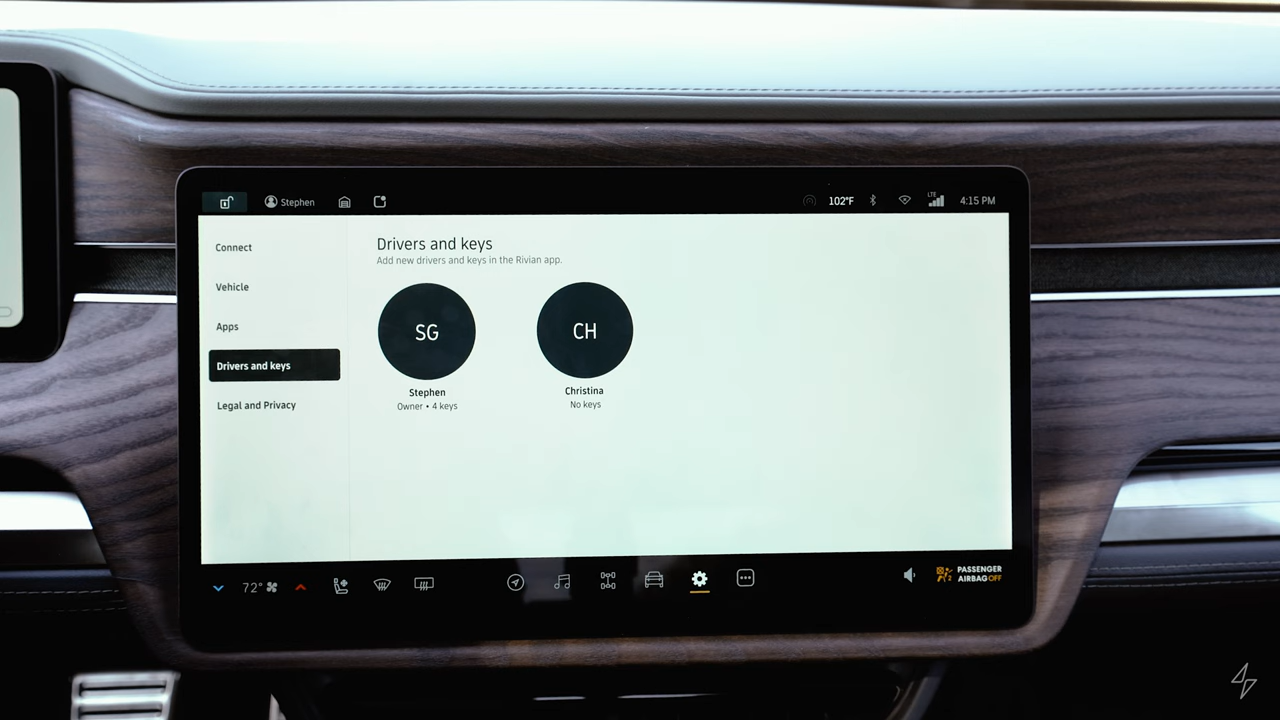 Stephen
102°F
LTE
4:15 PM
Connect
Vehicle
Apps
Drivers and keys
Legal and Privacy
Drivers and keys
Add new drivers and keys in the Rivian app.
SG
Stephen
Owner • 4 keys
CH
Christina
No keys
72°
PASSENGER
AIRBAG OFF